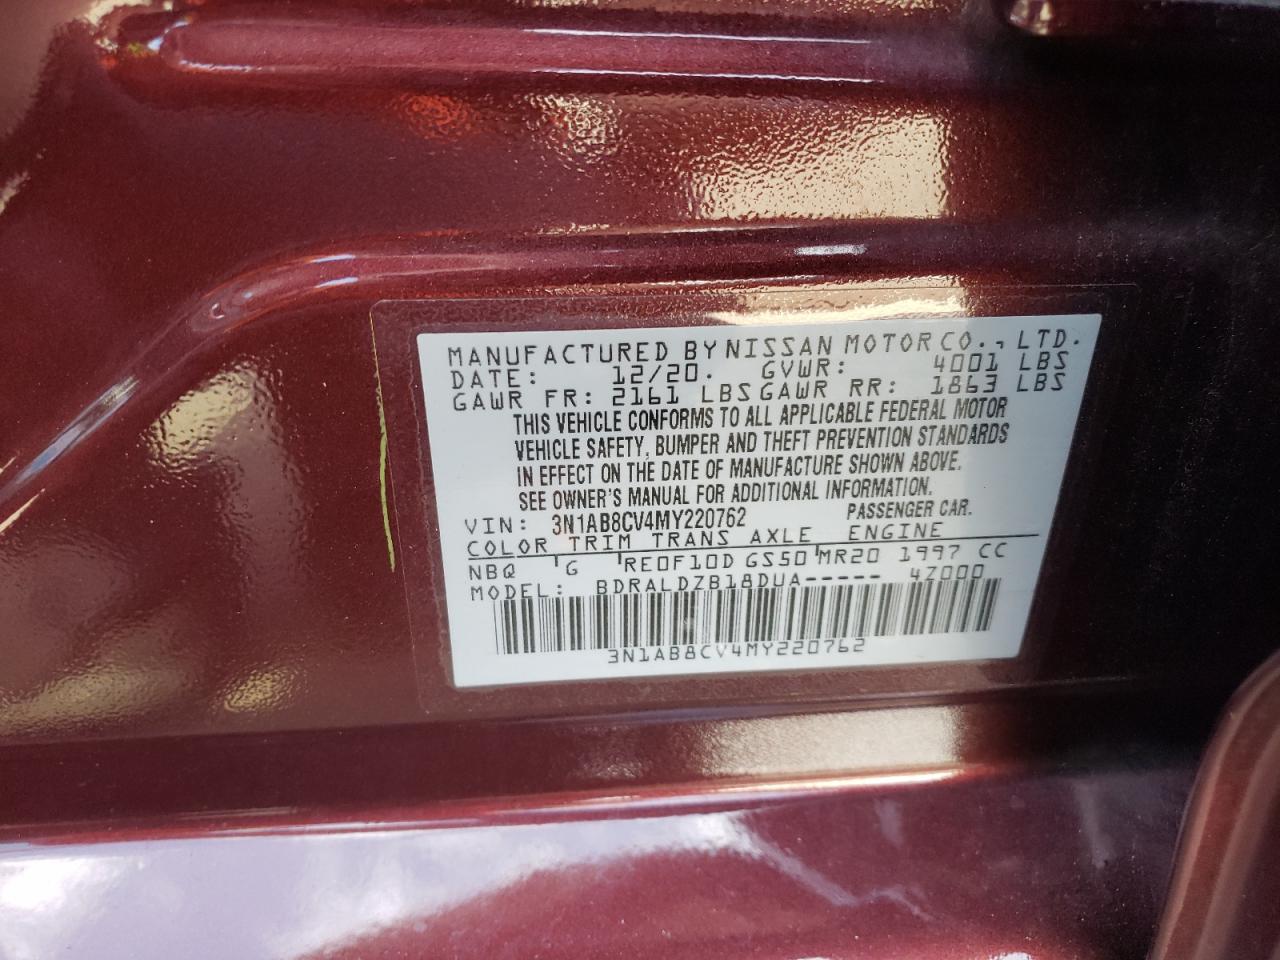 MANUFACTURED BY NISSAN MOTOR CO., LTD.
DATE: 12/20. GVWR: 4001 LBS
GAWR FR: 2161 LBS GAWR RR: 1863 LBS
THIS VEHICLE CONFORMS TO ALL APPLICABLE FEDERAL MOTOR
VEHICLE SAFETY, BUMPER AND THEFT PREVENTION STANDARDS
IN EFFECT ON THE DATE OF MANUFACTURE SHOWN ABOVE.
SEE OWNER'S MANUAL FOR ADDITIONAL INFORMATION.
VIN: 3N1AB8CV4MY220762 PASSENGER CAR.
COLOR TRIM TRANS AXLE ENGINE
NBQ G RE0F10D GS50 MR20 1997 CC
MODEL: BDRALDZB18DUA----- 4Z000
3N1AB8CV4MY220762